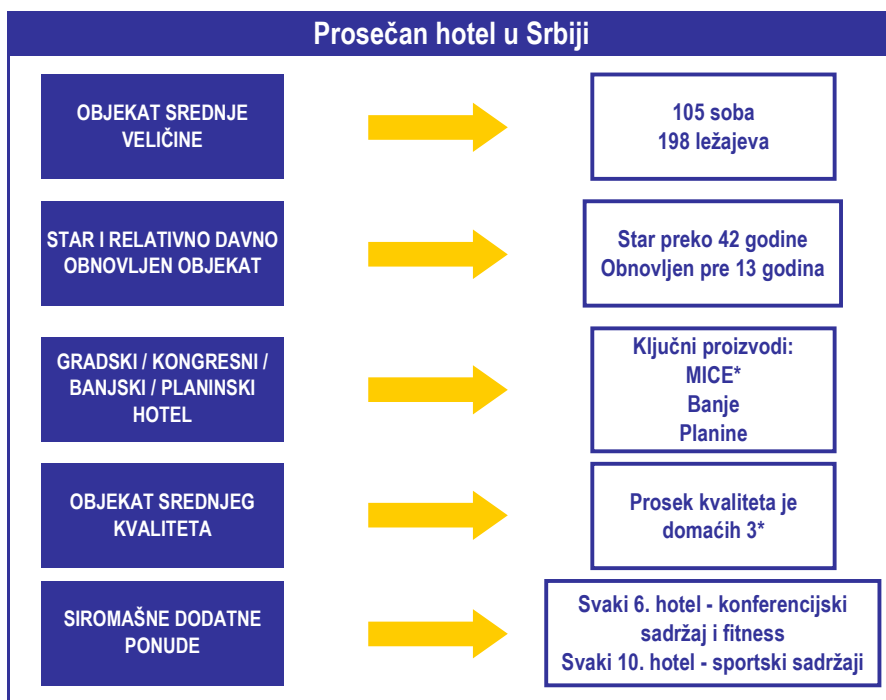 Prosečan hotel u Srbiji
OBJEKAT SREDNJE
VELIČINE
105 soba
198 ležajeva
STAR I RELATIVNO DAVNO
OBNOVLJEN OBJEKAT
Star preko 42 godine
Obnovljen pre 13 godina
GRADSKI / KONGRESNI /
BANJSKI / PLANINSKI
HOTEL
Ključni proizvodi:
MICE*
Banje
Planine
OBJEKAT SREDNJEG
KVALITETA
Prosek kvaliteta je
domaćih 3*
SIROMAŠNE DODATNE
PONUDE
Svaki 6. hotel - konferencijski
sadržaj i fitness
Svaki 10. hotel - sportski sadržaji